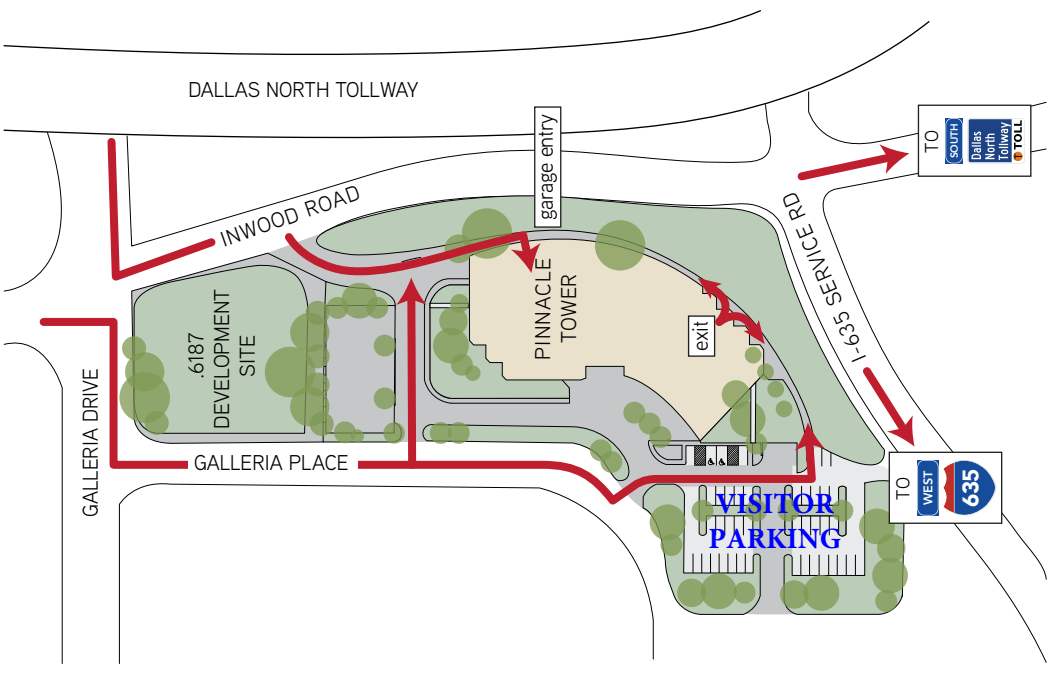 DALLAS NORTH TOLLWAY
garage entry
TO
SOUTH
Dallas
North
Tollway
TOLL
INWOOD ROAD
I-635 SERVICE RD
.6187
DEVELOPMENT
SITE
PINNACLE
TOWER
exit
GALLERIA DRIVE
GALLERIA PLACE
TO
WEST
635
VISITOR
PARKING